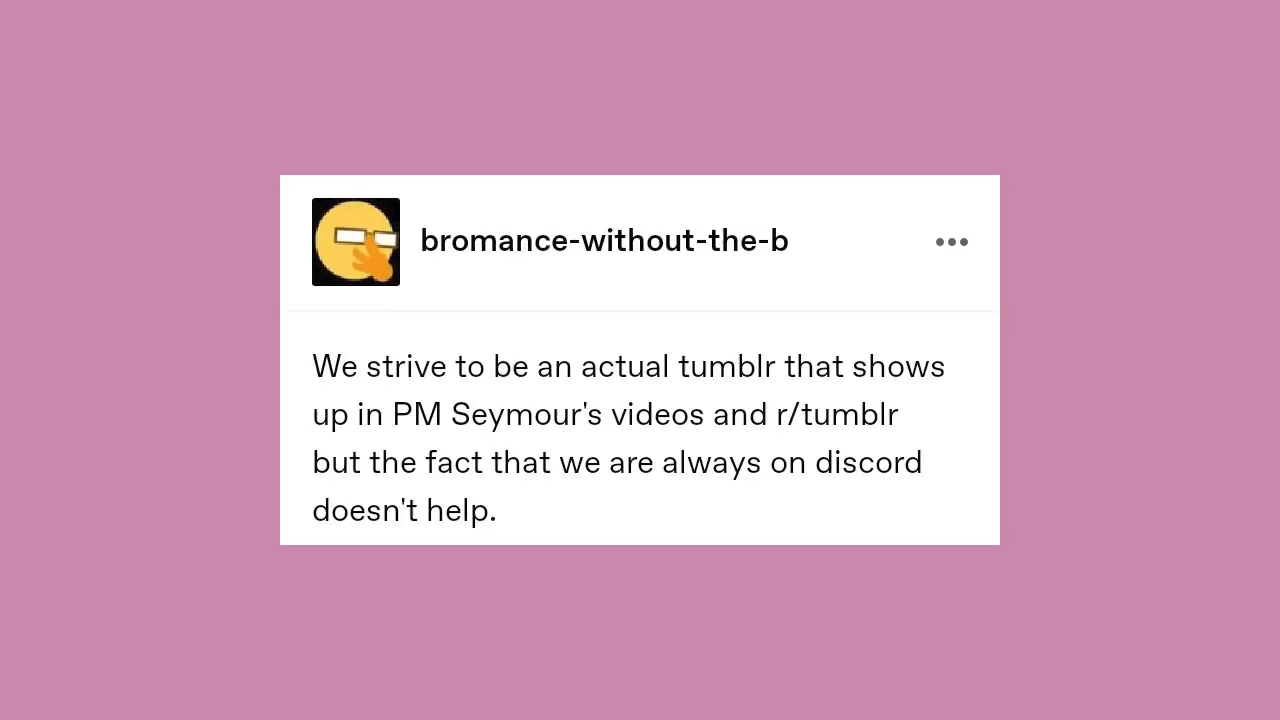 bromance-without-the-b
We strive to be an actual tumblr that shows
up in PM Seymour's videos and r/tumblr
but the fact that we are always on discord
doesn't help.